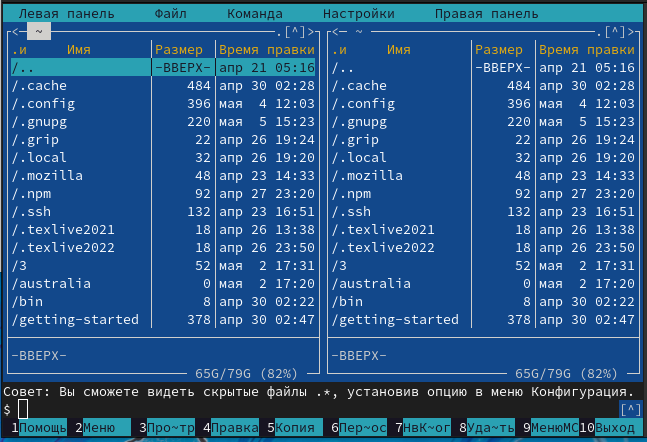 Левая панель Файл Команда Настройки Правая панель
<─ ~ .[^]> <─ ~ .[^]>
.и Имя Размер Время правки .и Имя Размер Время правки
/.. -ВВЕРХ- апр 21 05:16 /.. -ВВЕРХ- апр 21 05:16
/.cache 484 апр 30 02:28 /.cache 484 апр 30 02:28
/.config 396 мая 4 12:03 /.config 396 мая 4 12:03
/.gnupg 220 мая 5 15:23 /.gnupg 220 мая 5 15:23
/.grip 22 апр 26 19:24 /.grip 22 апр 26 19:24
/.local 32 апр 26 19:20 /.local 32 апр 26 19:20
/.mozilla 48 апр 23 14:33 /.mozilla 48 апр 23 14:33
/.npm 92 апр 27 23:20 /.npm 92 апр 27 23:20
/.ssh 132 апр 23 16:51 /.ssh 132 апр 23 16:51
/.texlive2021 18 апр 26 13:38 /.texlive2021 18 апр 26 13:38
/.texlive2022 18 апр 26 23:50 /.texlive2022 18 апр 26 23:50
/3 52 мая 2 17:31 /3 52 мая 2 17:31
/australia 0 мая 2 17:20 /australia 0 мая 2 17:20
/bin 8 апр 30 02:22 /bin 8 апр 30 02:22
/getting-started 378 апр 30 02:47 /getting-started 378 апр 30 02:47
-ВВЕРХ- -ВВЕРХ-
65G/79G (82%) 65G/79G (82%)
Совет: Вы сможете видеть скрытые файлы .*, установив опцию в меню Конфигурация.
$ [^]
1Помощь 2Меню 3Про~тр 4Правка 5Копия 6Пер~ос 7НвК~ог 8Уда~ть 9МенюMC 10Выход